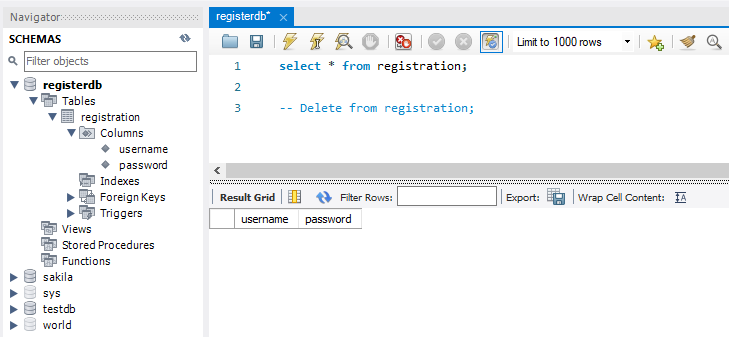 Navigator
SCHEMAS
Filter objects
registerdb
Tables
registration
Columns
username
password
Indexes
Foreign Keys
Triggers
Views
Stored Procedures
Functions
sakila
sys
testdb
world
registerdb*
Limit to 1000 rows
1 select * from registration;
2
3 -- Delete from registration;
Result Grid Filter Rows: Export: Wrap Cell Content:
username password